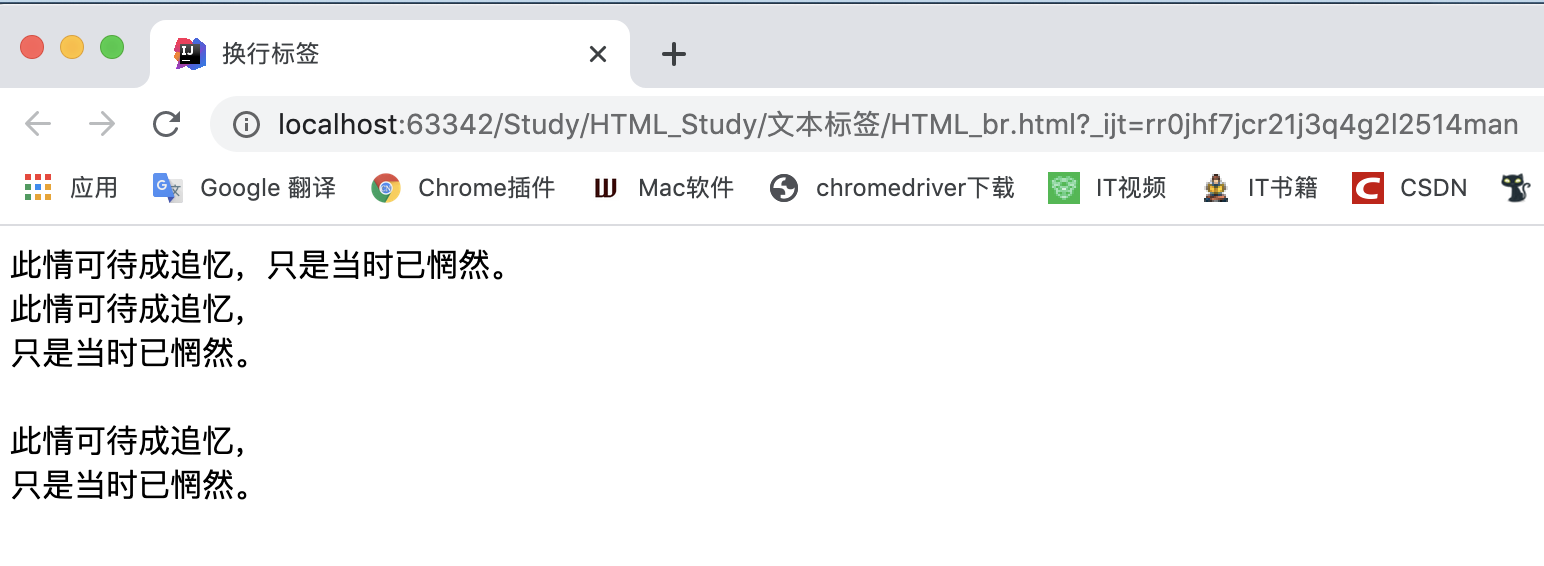 换行标签
localhost:63342/Study/HTML_Study/文本标签/HTML_br.html?_ijt=rr0jhf7jcr21j3q4g2l2514man
应用 Google 翻译 Chrome插件 Mac软件 chromedriver下载 IT视频 IT书籍 CSDN
此情可待成追忆，只是当时已惘然。
此情可待成追忆，
只是当时已惘然。
此情可待成追忆，
只是当时已惘然。